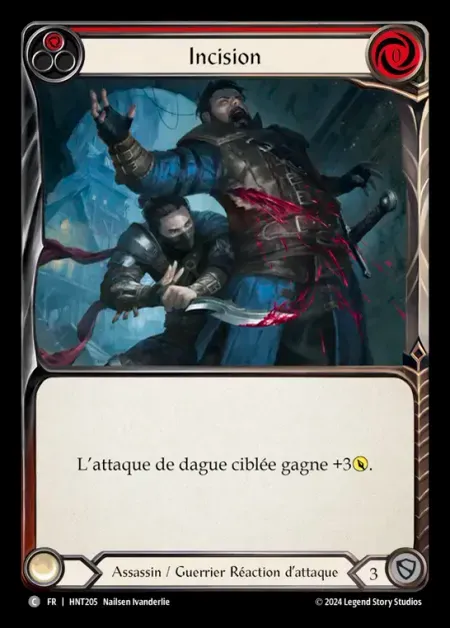 Incision
0
L'attaque de dague ciblée gagne +3.
Assassin / Guerrier Réaction d'attaque
3
C FR | HNT205 Nailsen Ivanderlie
© 2024 Legend Story Studios